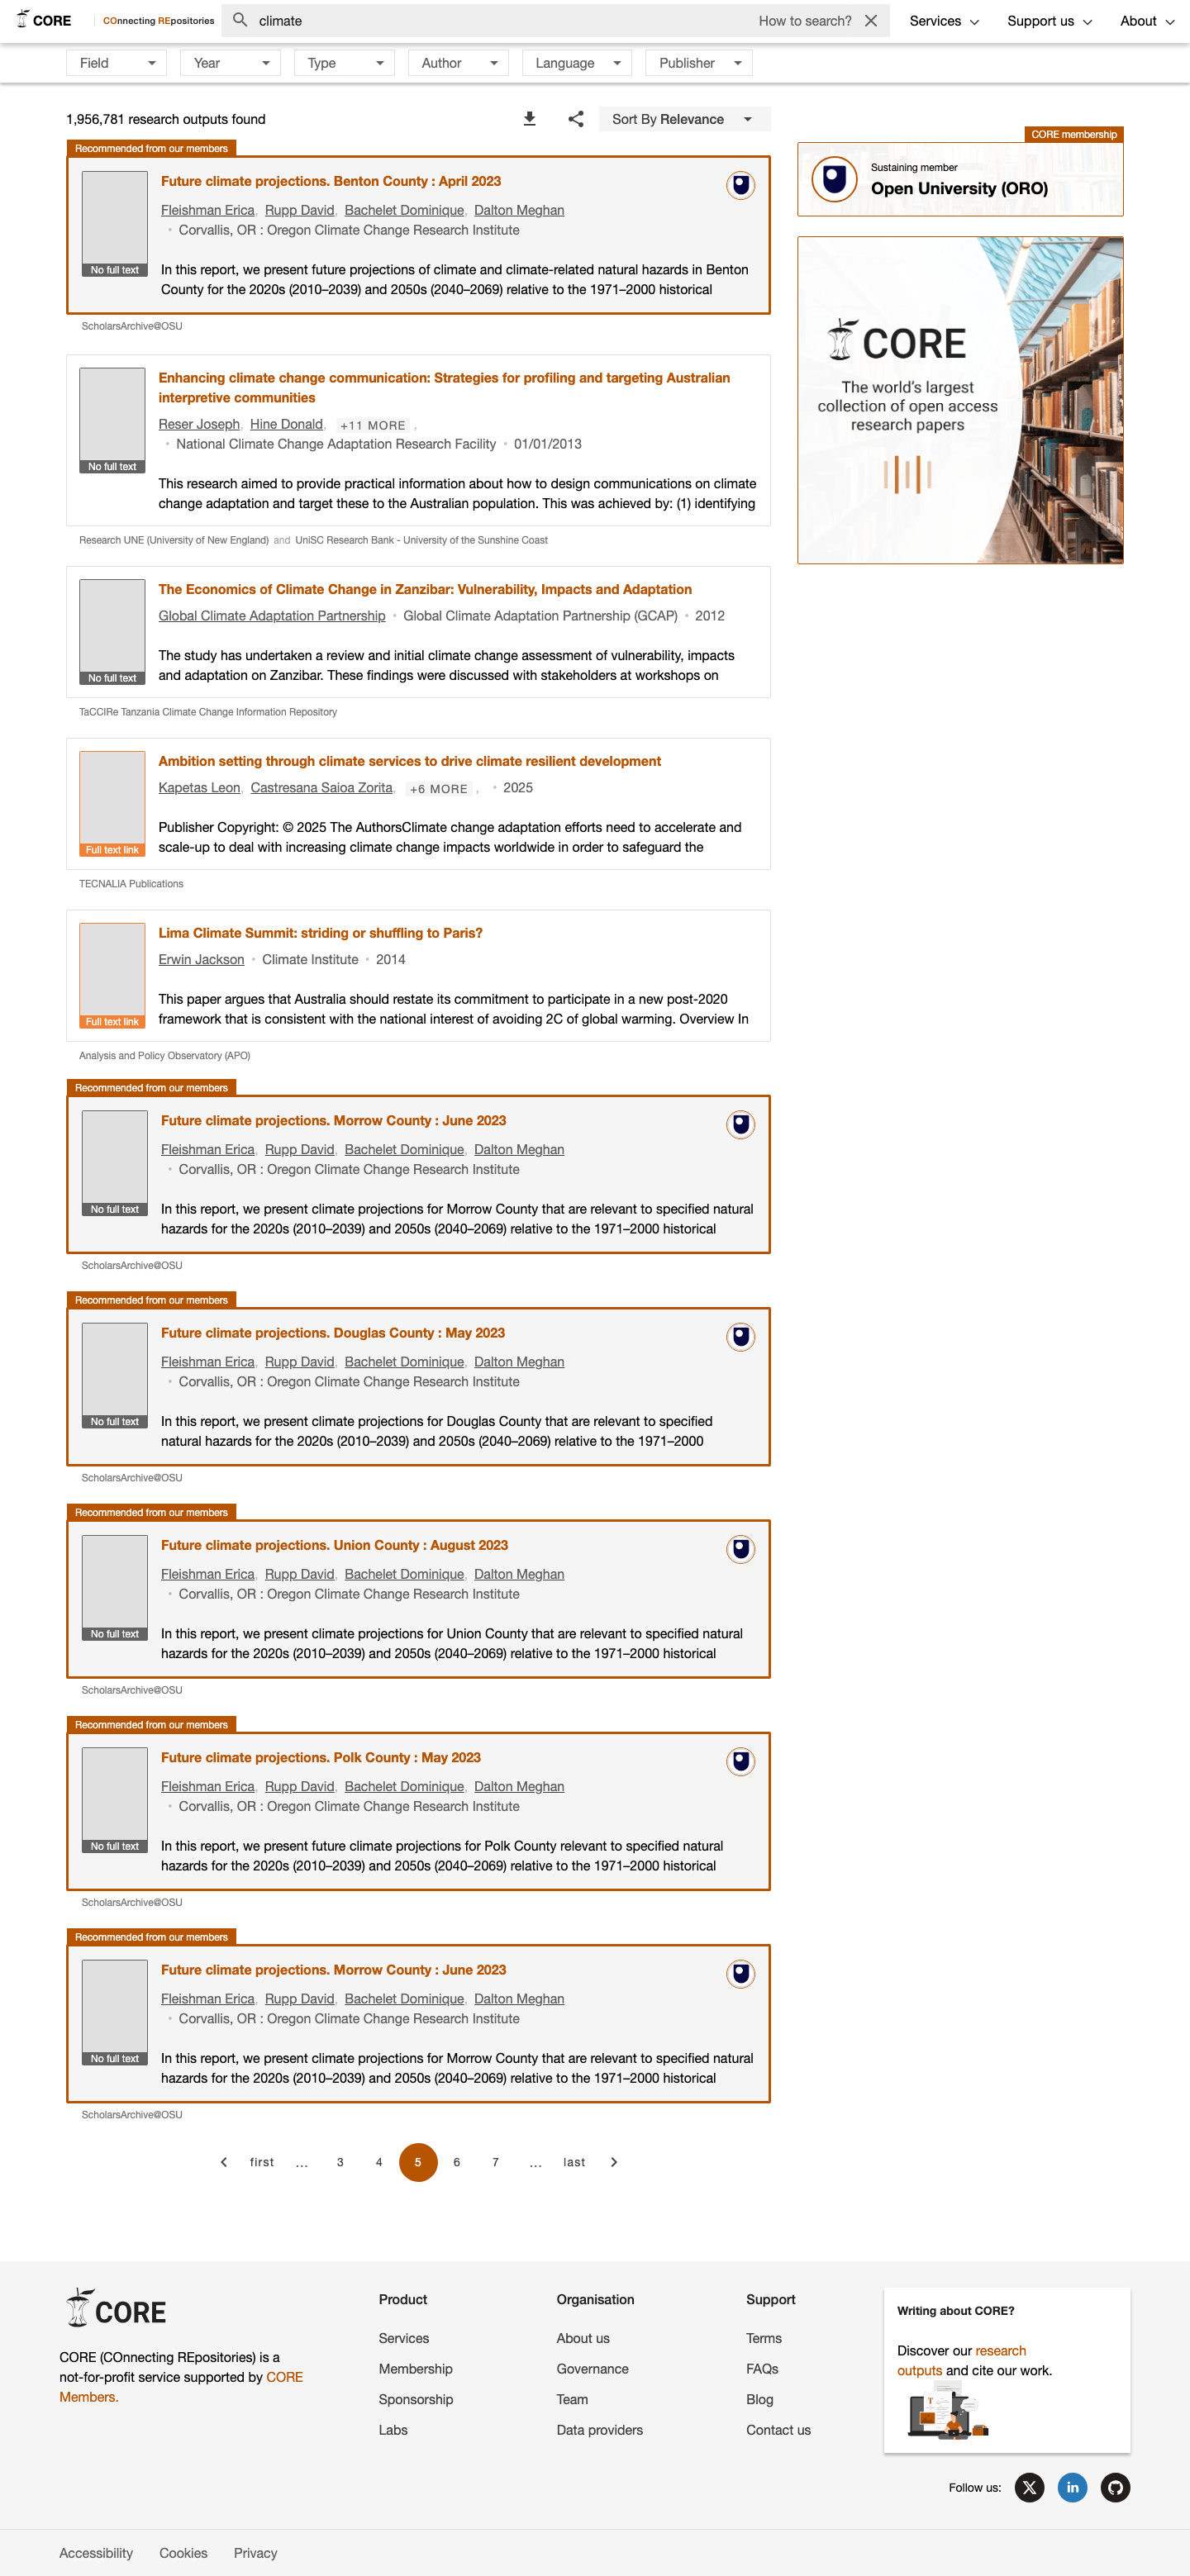 CORE
COnnecting REpositories
climate
How to search?
Services
Support us
About
Field
Year
Type
Author
Language
Publisher
1,956,781 research outputs found
Sort By Relevance
Recommended from our members
No full text
Future climate projections. Benton County : April 2023
Fleishman Erica, Rupp David, Bachelet Dominique, Dalton Meghan
• Corvallis, OR : Oregon Climate Change Research Institute
In this report, we present future projections of climate and climate-related natural hazards in Benton
County for the 2020s (2010–2039) and 2050s (2040–2069) relative to the 1971–2000 historical
ScholarsArchive@OSU
No full text
Enhancing climate change communication: Strategies for profiling and targeting Australian
interpretive communities
Reser Joseph, Hine Donald, +11 MORE ,
• National Climate Change Adaptation Research Facility • 01/01/2013
This research aimed to provide practical information about how to design communications on climate
change adaptation and target these to the Australian population. This was achieved by: (1) identifying
Research UNE (University of New England) and UniSC Research Bank - University of the Sunshine Coast
No full text
The Economics of Climate Change in Zanzibar: Vulnerability, Impacts and Adaptation
Global Climate Adaptation Partnership • Global Climate Adaptation Partnership (GCAP) • 2012
The study has undertaken a review and initial climate change assessment of vulnerability, impacts
and adaptation on Zanzibar. These findings were discussed with stakeholders at workshops on
TaCCIRe Tanzania Climate Change Information Repository
Full text link
Ambition setting through climate services to drive climate resilient development
Kapetas Leon, Castresana Saioa Zorita, +6 MORE , • 2025
Publisher Copyright: © 2025 The AuthorsClimate change adaptation efforts need to accelerate and
scale-up to deal with increasing climate change impacts worldwide in order to safeguard the
TECNALIA Publications
Full text link
Lima Climate Summit: striding or shuffling to Paris?
Erwin Jackson • Climate Institute • 2014
This paper argues that Australia should restate its commitment to participate in a new post-2020
framework that is consistent with the national interest of avoiding 2C of global warming. Overview In
Analysis and Policy Observatory (APO)
Recommended from our members
No full text
Future climate projections. Morrow County : June 2023
Fleishman Erica, Rupp David, Bachelet Dominique, Dalton Meghan
• Corvallis, OR : Oregon Climate Change Research Institute
In this report, we present climate projections for Morrow County that are relevant to specified natural
hazards for the 2020s (2010–2039) and 2050s (2040–2069) relative to the 1971–2000 historical
ScholarsArchive@OSU
Recommended from our members
No full text
Future climate projections. Douglas County : May 2023
Fleishman Erica, Rupp David, Bachelet Dominique, Dalton Meghan
• Corvallis, OR : Oregon Climate Change Research Institute
In this report, we present climate projections for Douglas County that are relevant to specified
natural hazards for the 2020s (2010–2039) and 2050s (2040–2069) relative to the 1971–2000
ScholarsArchive@OSU
Recommended from our members
No full text
Future climate projections. Union County : August 2023
Fleishman Erica, Rupp David, Bachelet Dominique, Dalton Meghan
• Corvallis, OR : Oregon Climate Change Research Institute
In this report, we present climate projections for Union County that are relevant to specified natural
hazards for the 2020s (2010–2039) and 2050s (2040–2069) relative to the 1971–2000 historical
ScholarsArchive@OSU
Recommended from our members
No full text
Future climate projections. Polk County : May 2023
Fleishman Erica, Rupp David, Bachelet Dominique, Dalton Meghan
• Corvallis, OR : Oregon Climate Change Research Institute
In this report, we present future climate projections for Polk County relevant to specified natural
hazards for the 2020s (2010–2039) and 2050s (2040–2069) relative to the 1971–2000 historical
ScholarsArchive@OSU
Recommended from our members
No full text
Future climate projections. Morrow County : June 2023
Fleishman Erica, Rupp David, Bachelet Dominique, Dalton Meghan
• Corvallis, OR : Oregon Climate Change Research Institute
In this report, we present climate projections for Morrow County that are relevant to specified natural
hazards for the 2020s (2010–2039) and 2050s (2040–2069) relative to the 1971–2000 historical
ScholarsArchive@OSU
first ... 3 4 5 6 7 ... last
CORE membership
Sustaining member
Open University (ORO)
CORE
The world's largest
collection of open access
research papers
CORE
CORE (COnnecting REpositories) is a
not-for-profit service supported by CORE
Members.
Product
Services
Membership
Sponsorship
Labs
Organisation
About us
Governance
Team
Data providers
Support
Terms
FAQs
Blog
Contact us
Writing about CORE?
Discover our research
outputs and cite our work.
T
Follow us:
in
Accessibility
Cookies
Privacy